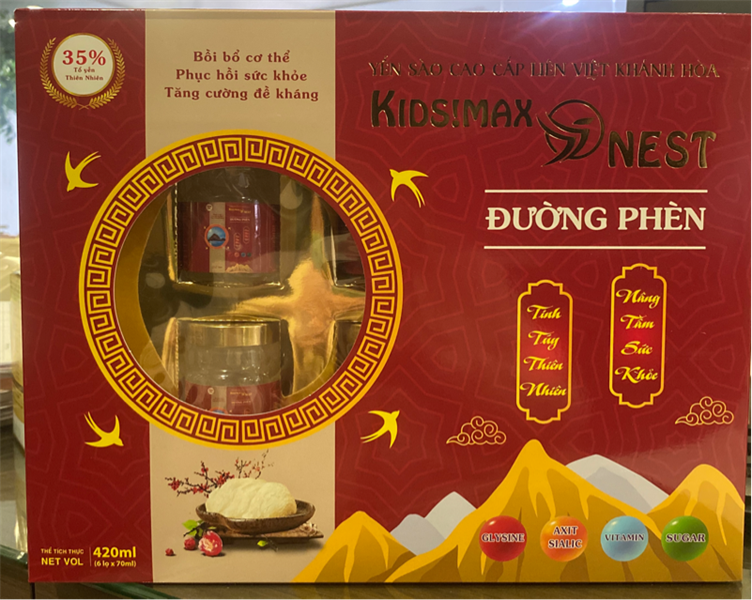 35%
Tổ yến
Thiên Nhiên
Bồi bổ cơ thể
Phục hồi sức khỏe
Tăng cường đề kháng
YẾN SÀO CAO CẤP LIÊN VIỆT KHÁNH HÒA
KIDS!MAX
NEST
ĐƯỜNG PHÈN
Tinh
Túy
Thiên
Nhiên
Nâng
Tầm
Sức
Khỏe
THỂ TÍCH THỰC
NET VOL
420ml
(6 lọ x 70ml)
GLYSINE
AXIT
SIALIC
VITAMIN
SUGAR